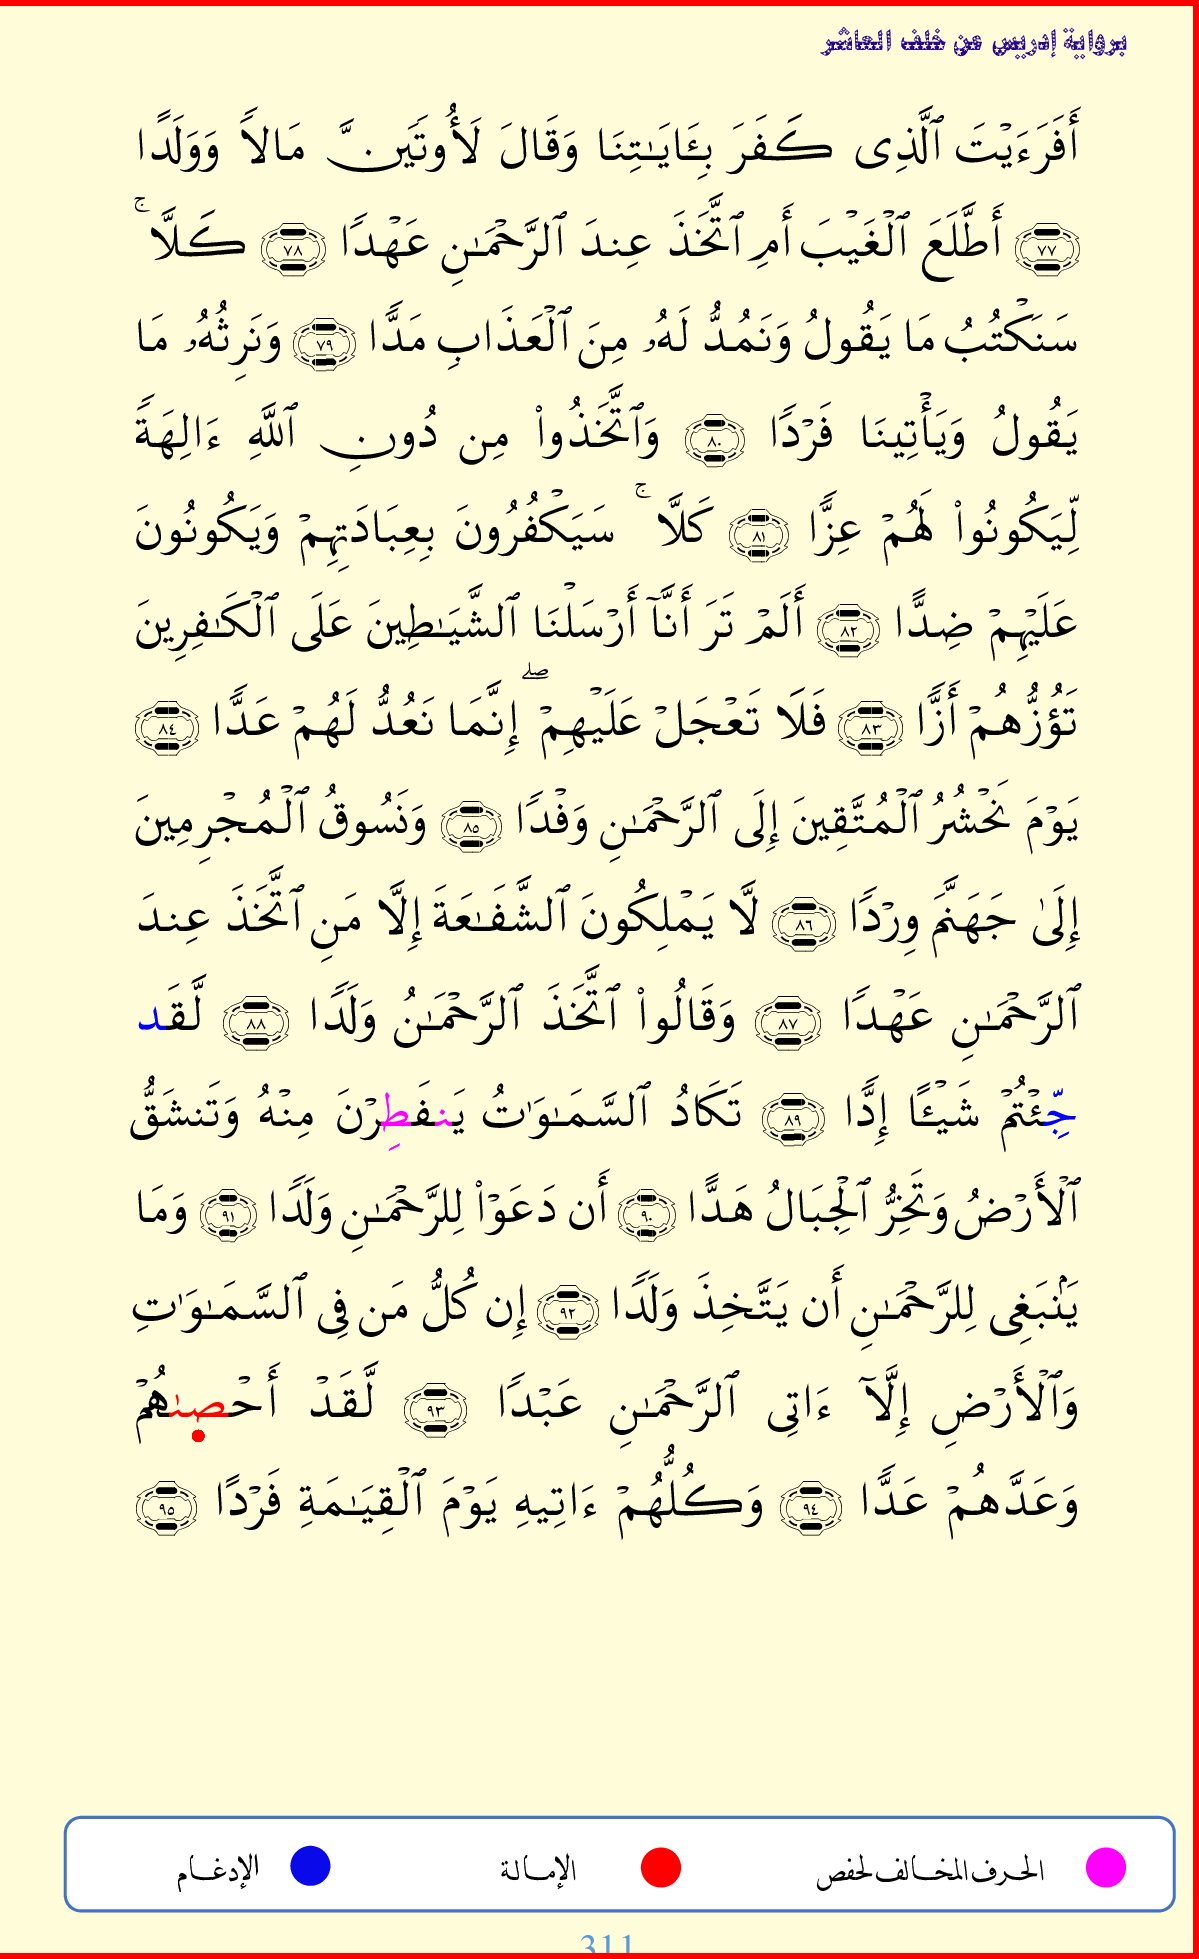 برواية إدريس عن خلف العاشر
أَفَرَءَيْتَ ٱلَّذِى كَفَرَ بِـَٔايَـٰتِنَا وَقَالَ لَأُوتَيَنَّ مَالًا وَوَلَدًا
﴿٧٧﴾ أَطَّلَعَ ٱلْغَيْبَ أَمِ ٱتَّخَذَ عِندَ ٱلرَّحْمَـٰنِ عَهْدًا ﴿٧٨﴾ كَلَّا ۚ
سَنَكْتُبُ مَا يَقُولُ وَنَمُدُّ لَهُۥ مِنَ ٱلْعَذَابِ مَدًّا ﴿٧٩﴾ وَنَرِثُهُۥ مَا
يَقُولُ وَيَأْتِينَا فَرْدًا ﴿٨٠﴾ وَٱتَّخَذُوا۟ مِن دُونِ ٱللَّهِ ءَالِهَةً
لِّيَكُونُوا۟ لَهُمْ عِزًّا ﴿٨١﴾ كَلَّا ۚ سَيَكْفُرُونَ بِعِبَادَتِهِمْ وَيَكُونُونَ
عَلَيْهِمْ ضِدًّا ﴿٨٢﴾ أَلَمْ تَرَ أَنَّآ أَرْسَلْنَا ٱلشَّيَـٰطِينَ عَلَى ٱلْكَـٰفِرِينَ
تَؤُزُّهُمْ أَزًّا ﴿٨٣﴾ فَلَا تَعْجَلْ عَلَيْهِمْ ۖ إِنَّمَا نَعُدُّ لَهُمْ عَدًّا ﴿٨٤﴾
يَوْمَ نَحْشُرُ ٱلْمُتَّقِينَ إِلَى ٱلرَّحْمَـٰنِ وَفْدًا ﴿٨٥﴾ وَنَسُوقُ ٱلْمُجْرِمِينَ
إِلَىٰ جَهَنَّمَ وِرْدًا ﴿٨٦﴾ لَّا يَمْلِكُونَ ٱلشَّفَـٰعَةَ إِلَّا مَنِ ٱتَّخَذَ عِندَ
ٱلرَّحْمَـٰنِ عَهْدًا ﴿٨٧﴾ وَقَالُوا۟ ٱتَّخَذَ ٱلرَّحْمَـٰنُ وَلَدًا ﴿٨٨﴾ لَّقَد
جِّئْتُمْ شَيْـًٔا إِدًّا ﴿٨٩﴾ تَكَادُ ٱلسَّمَـٰوَٰتُ يَنفَطِرْنَ مِنْهُ وَتَنشَقُّ
ٱلْأَرْضُ وَتَخِرُّ ٱلْجِبَالُ هَدًّا ﴿٩٠﴾ أَن دَعَوْا۟ لِلرَّحْمَـٰنِ وَلَدًا ﴿٩١﴾ وَمَا
يَنۢبَغِى لِلرَّحْمَـٰنِ أَن يَتَّخِذَ وَلَدًا ﴿٩٢﴾ إِن كُلُّ مَن فِى ٱلسَّمَـٰوَٰتِ
وَٱلْأَرْضِ إِلَّآ ءَاتِى ٱلرَّحْمَـٰنِ عَبْدًا ﴿٩٣﴾ لَّقَدْ أَحْصـىٰهُمْ
وَعَدَّهُمْ عَدًّا ﴿٩٤﴾ وَكُلُّهُمْ ءَاتِيهِ يَوْمَ ٱلْقِيَـٰمَةِ فَرْدًا ﴿٩٥﴾
الحرف المخالف لحفص الإمالة الإدغام
311